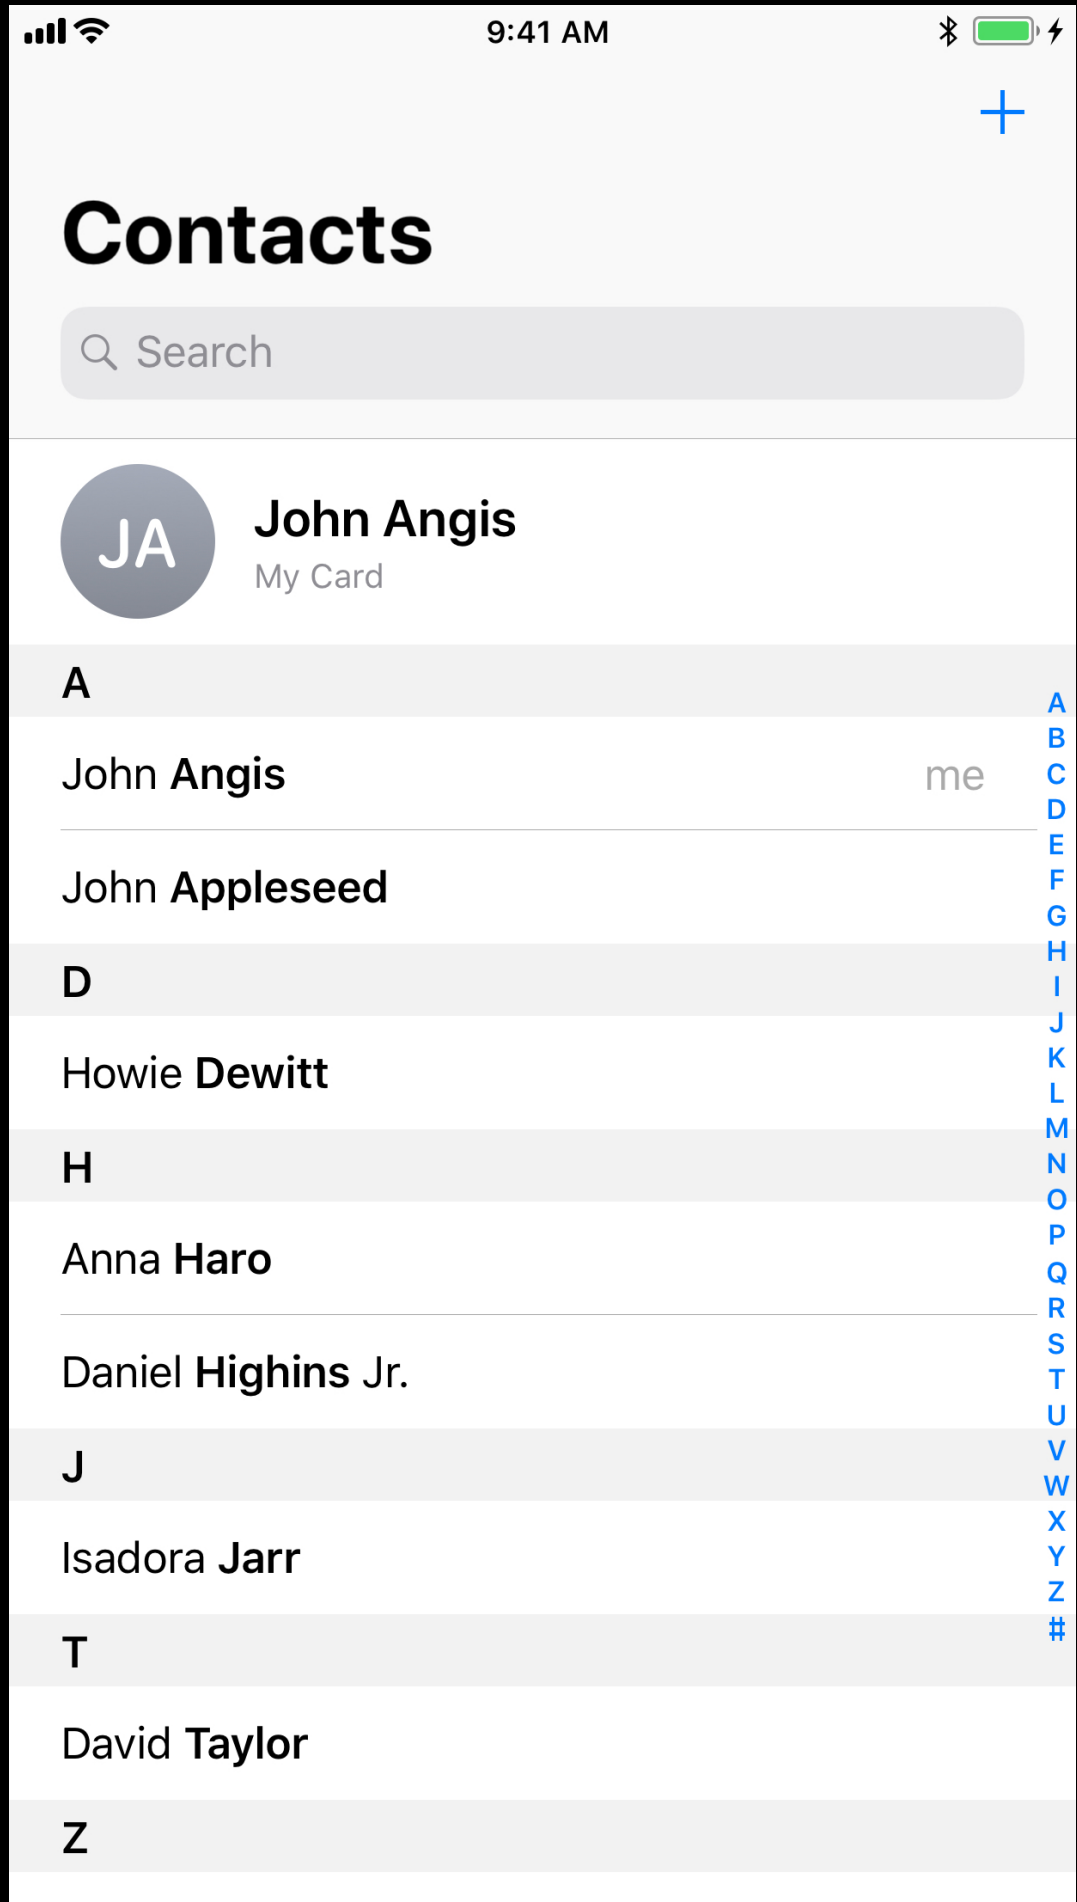 9:41 AM
Contacts
Search
JA
John Angis
My Card
A
John Angis me
John Appleseed
D
Howie Dewitt
H
Anna Haro
Daniel Highins Jr.
J
Isadora Jarr
T
David Taylor
Z
A
B
C
D
E
F
G
H
I
J
K
L
M
N
O
P
Q
R
S
T
U
V
W
X
Y
Z
#